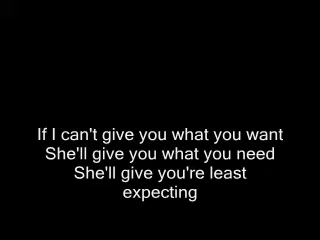 If I can't give you what you want
She'll give you what you need
She'll give you're least
expecting